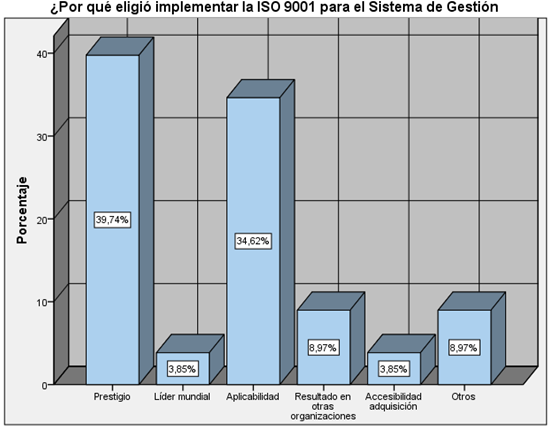 ¿Por qué eligió implementar la ISO 9001 para el Sistema de Gestión
Porcentaje
40
30
20
10
0
39,74%
3,85%
34,62%
8,97%
3,85%
8,97%
Prestigio
Líder mundial
Aplicabilidad
Resultado en
otras
organizaciones
Accesibilidad
adquisición
Otros